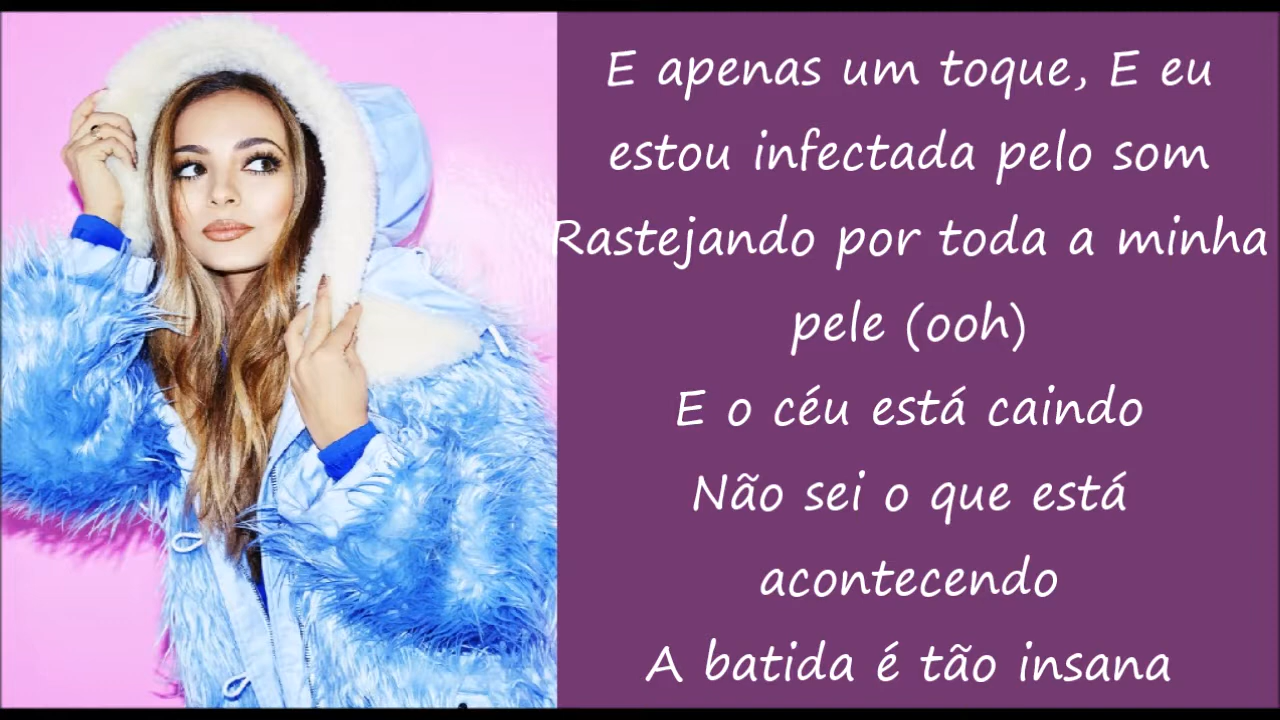 E apenas um toque, E eu
estou infectada pelo som
Rastejando por toda a minha
pele (ooh)
E o céu está caindo
Não sei o que está
acontecendo
A batida é tão insana